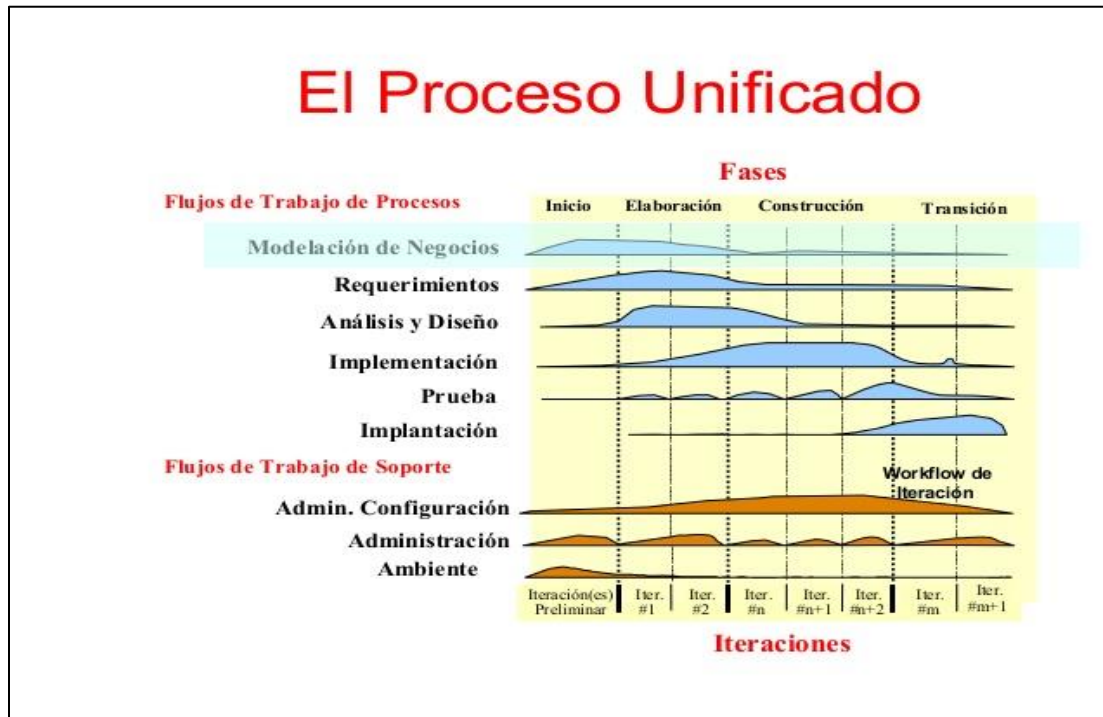 El Proceso Unificado
Fases
Flujos de Trabajo de Procesos
Inicio Elaboración Construcción Transición
Modelación de Negocios
Requerimientos
Análisis y Diseño
Implementación
Prueba
Implantación
Flujos de Trabajo de Soporte
Workflow de
Iteración
Admin. Configuración
Administración
Ambiente
Iteración(es) Iter. Iter. Iter. Iter. Iter. Iter. Iter.
Preliminar #1 #2 #n #n+1 #n+2 #m #m+1
Iteraciones